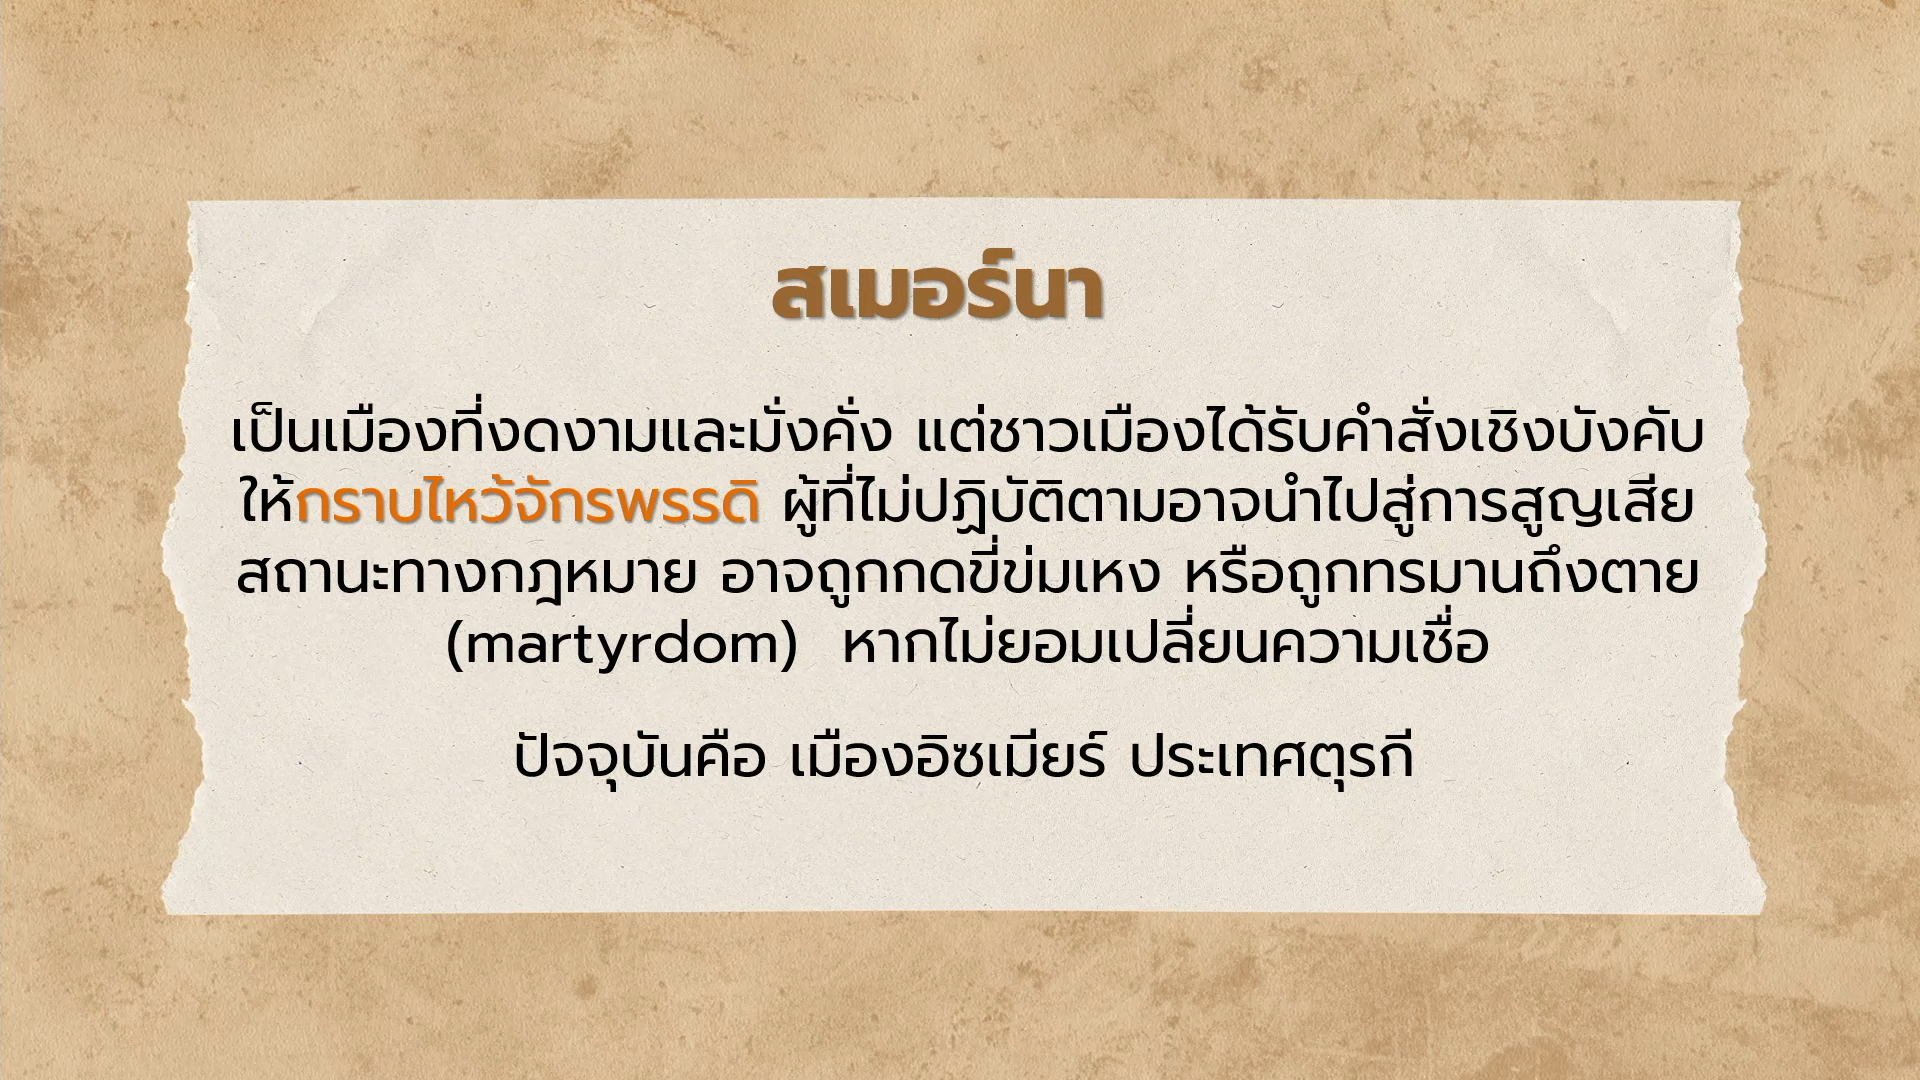 สเมอร์นา
เป็นเมืองที่งดงามและมั่งคั่ง แต่ชาวเมืองได้รับคำสั่งเชิงบังคับ
ให้กราบไหว้จักรพรรดิ ผู้ที่ไม่ปฏิบัติตามอาจนำไปสู่การสูญเสีย
สถานะทางกฎหมาย อาจถูกกดขี่ข่มเหง หรือถูกทรมานถึงตาย
(martyrdom)  หากไม่ยอมเปลี่ยนความเชื่อ
ปัจจุบันคือ เมืองอิซเมียร์ ประเทศตุรกี